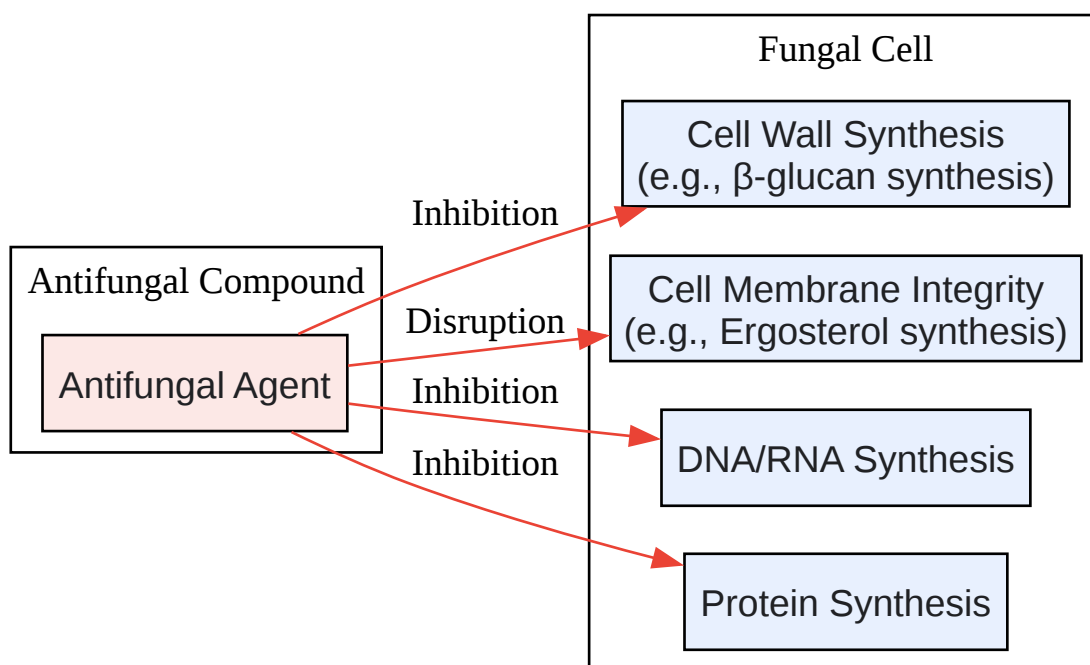 Fungal Cell
Cell Wall Synthesis
(e.g., β-glucan synthesis)
Inhibition
Antifungal Compound
Cell Membrane Integrity
(e.g., Ergosterol synthesis)
Disruption
Antifungal Agent
Inhibition
DNA/RNA Synthesis
Inhibition
Protein Synthesis